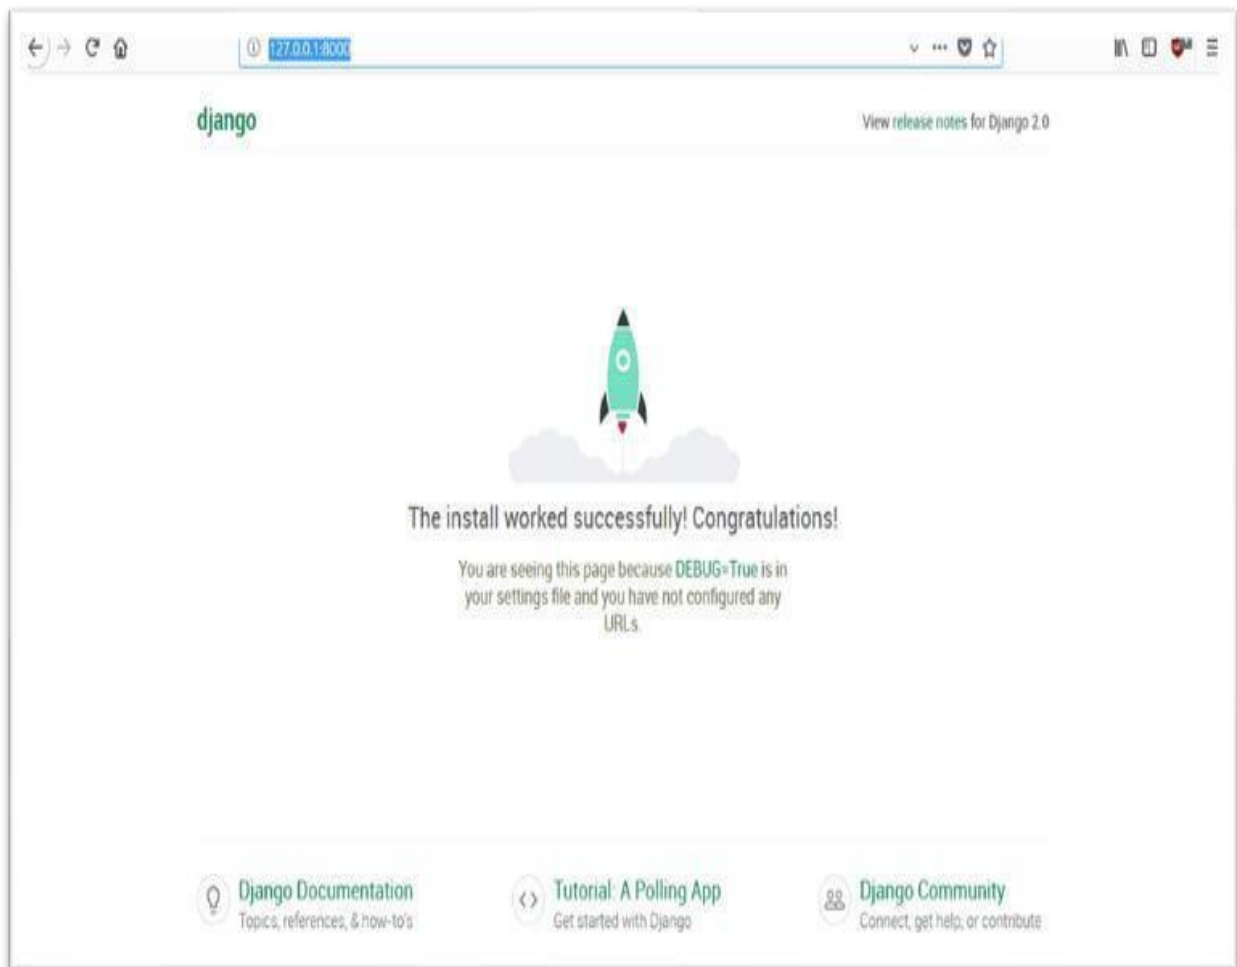 127.0.0.1:8000
django
View release notes for Django 2.0
The install worked successfully! Congratulations!
You are seeing this page because DEBUG=True is in
your settings file and you have not configured any
URLs.
Django Documentation
Topics, references, & how-to's
Tutorial: A Polling App
Get started with Django
Django Community
Connect, get help, or contribute